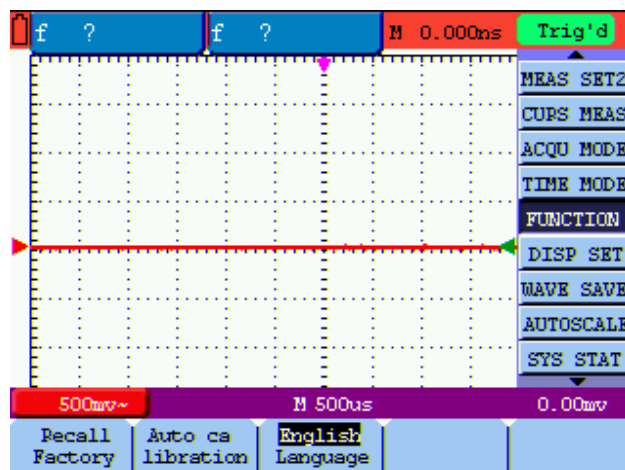 f ?
f ?
M 0.000ns
Trig'd
MEAS SET2
CURS MEAS
ACQU MODE
TIME MODE
FUNCTION
DISP SET
WAVE SAVE
AUTOSCALE
SYS STAT
500mv~
M 500us
0.00mv
Recall
Factory
Auto ca
libration
English
Language